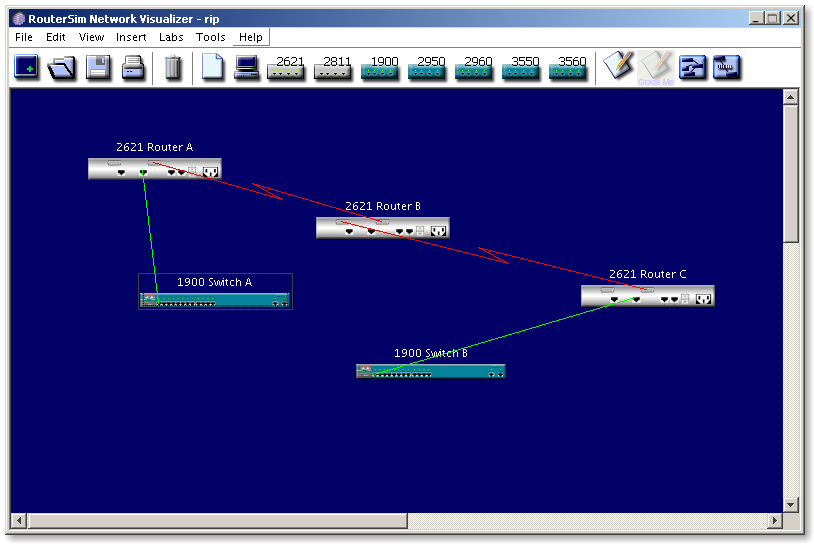 RouterSim Network Visualizer - rip
File Edit View Insert Labs Tools Help
2621 2811 1900 2950 2960 3550 3560
Grade Me
2621 Router A
2621 Router B
2621 Router C
1900 Switch A
1900 Switch B